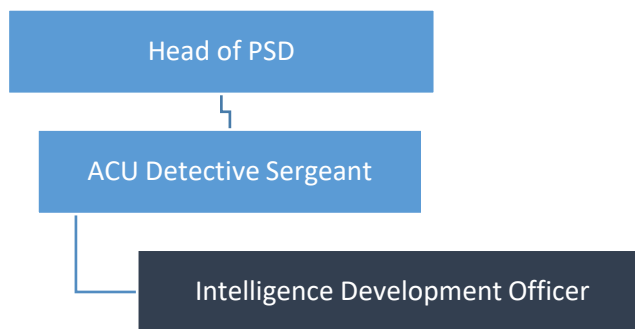 Head of PSD
ACU Detective Sergeant
Intelligence Development Officer